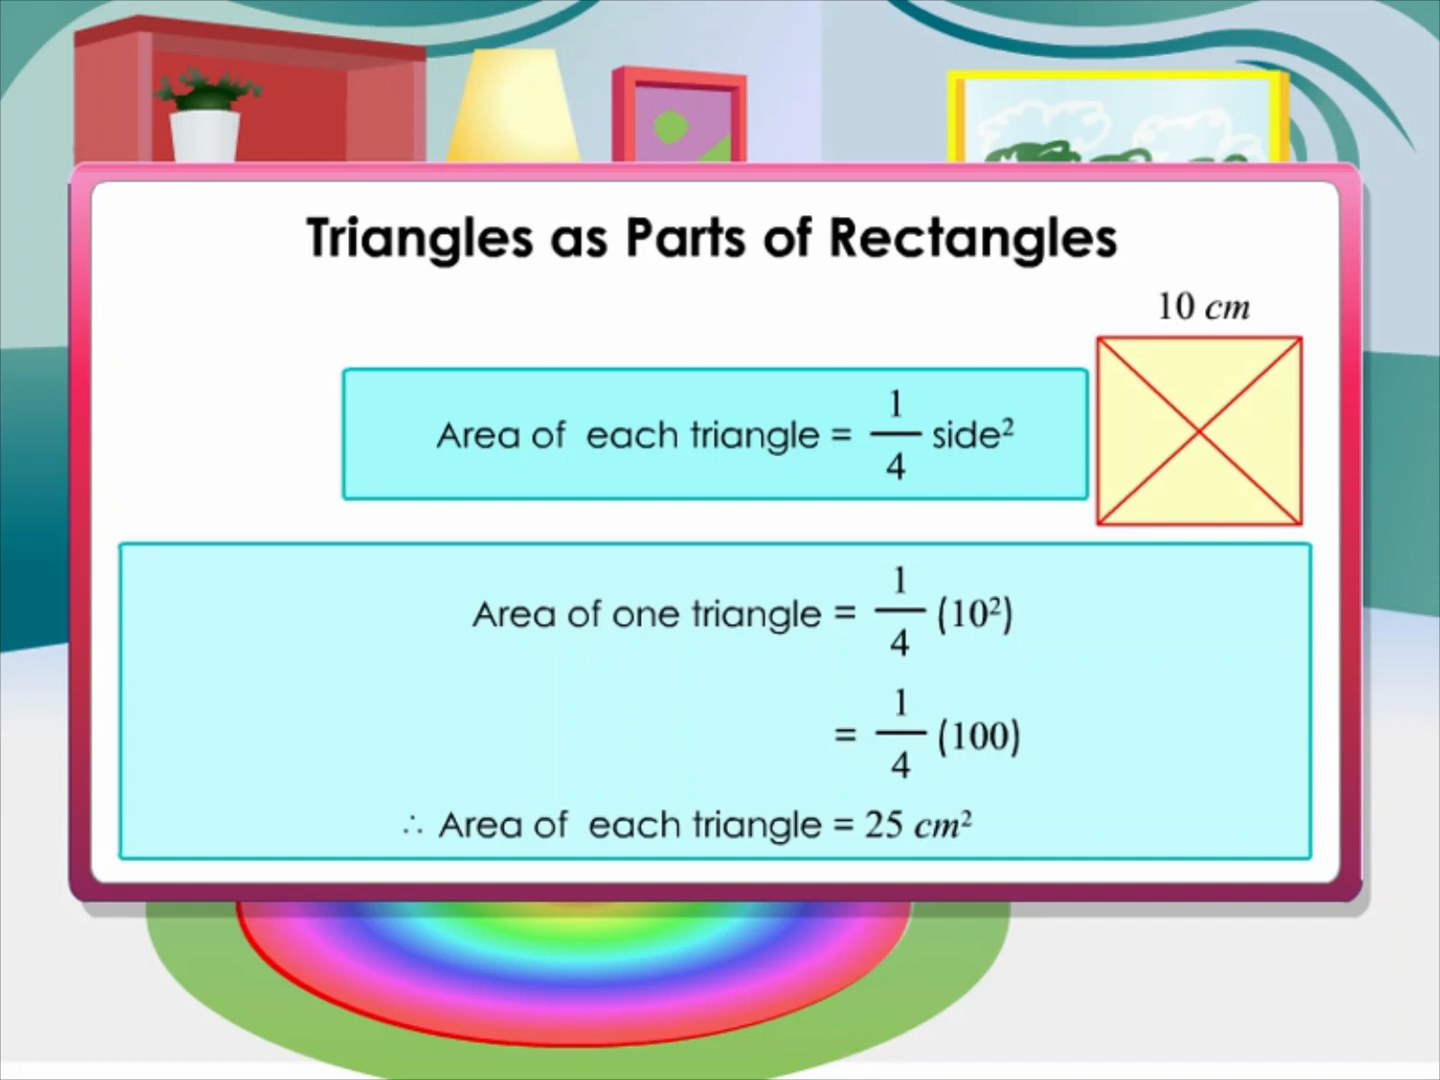 Triangles as Parts of Rectangles
10 cm
Area of each triangle = 1/4 side²
Area of one triangle = 1/4 (10²)
= 1/4 (100)
∴ Area of each triangle = 25 cm²